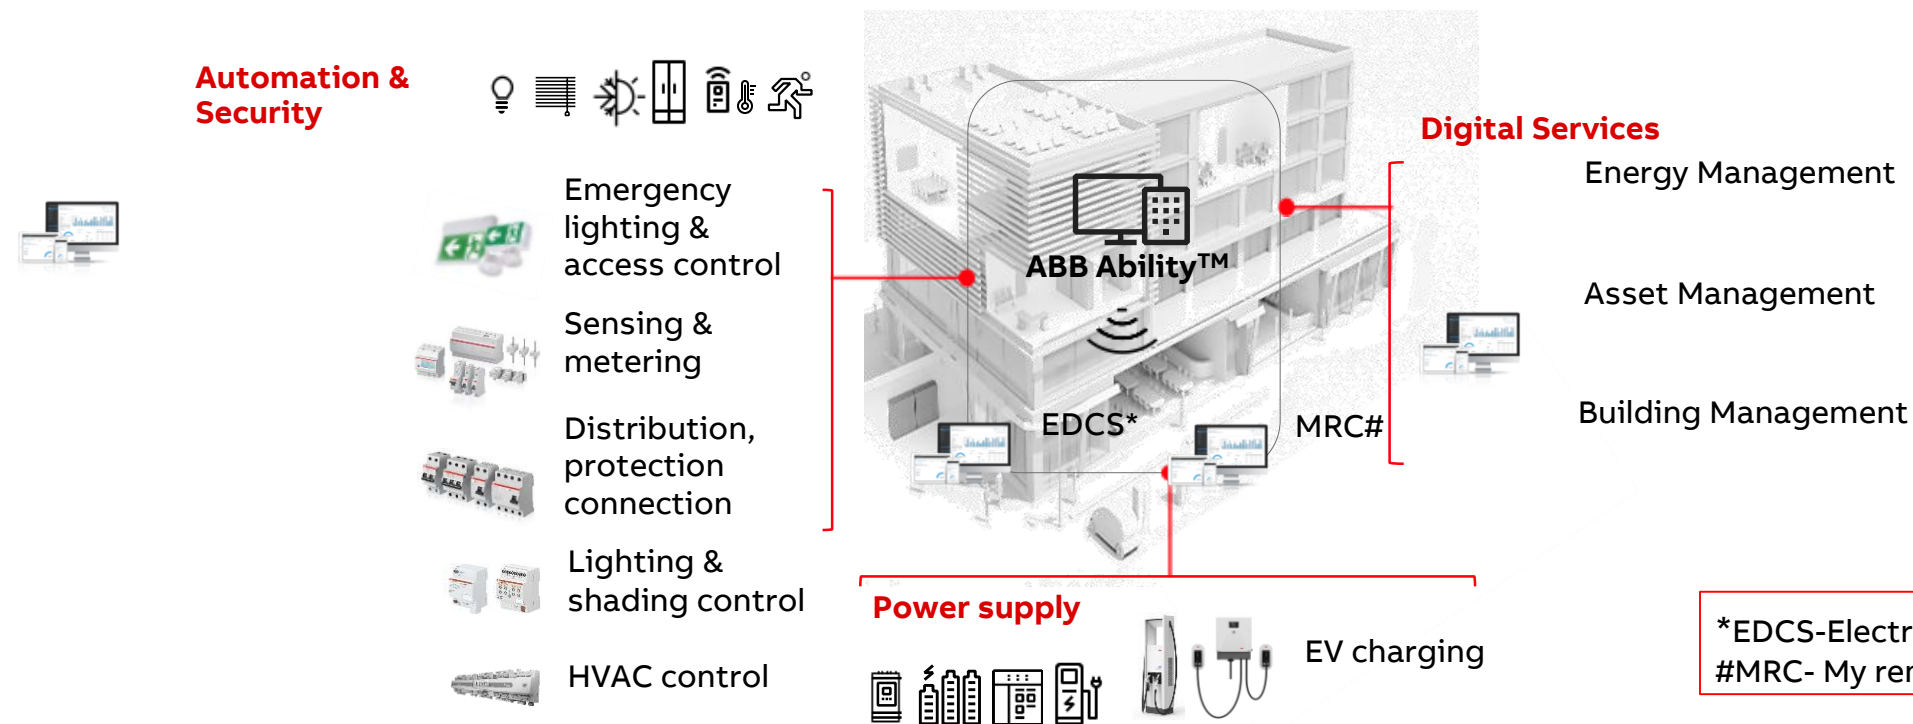 Automation &
Security
Emergency
lighting &
access control
Sensing &
metering
Distribution,
protection
connection
Lighting &
shading control
HVAC control
ABB Ability™
EDCS*
MRC#
Digital Services
Energy Management
Asset Management
Building Management
Power supply
EV charging
*EDCS-Electr
#MRC- My rem